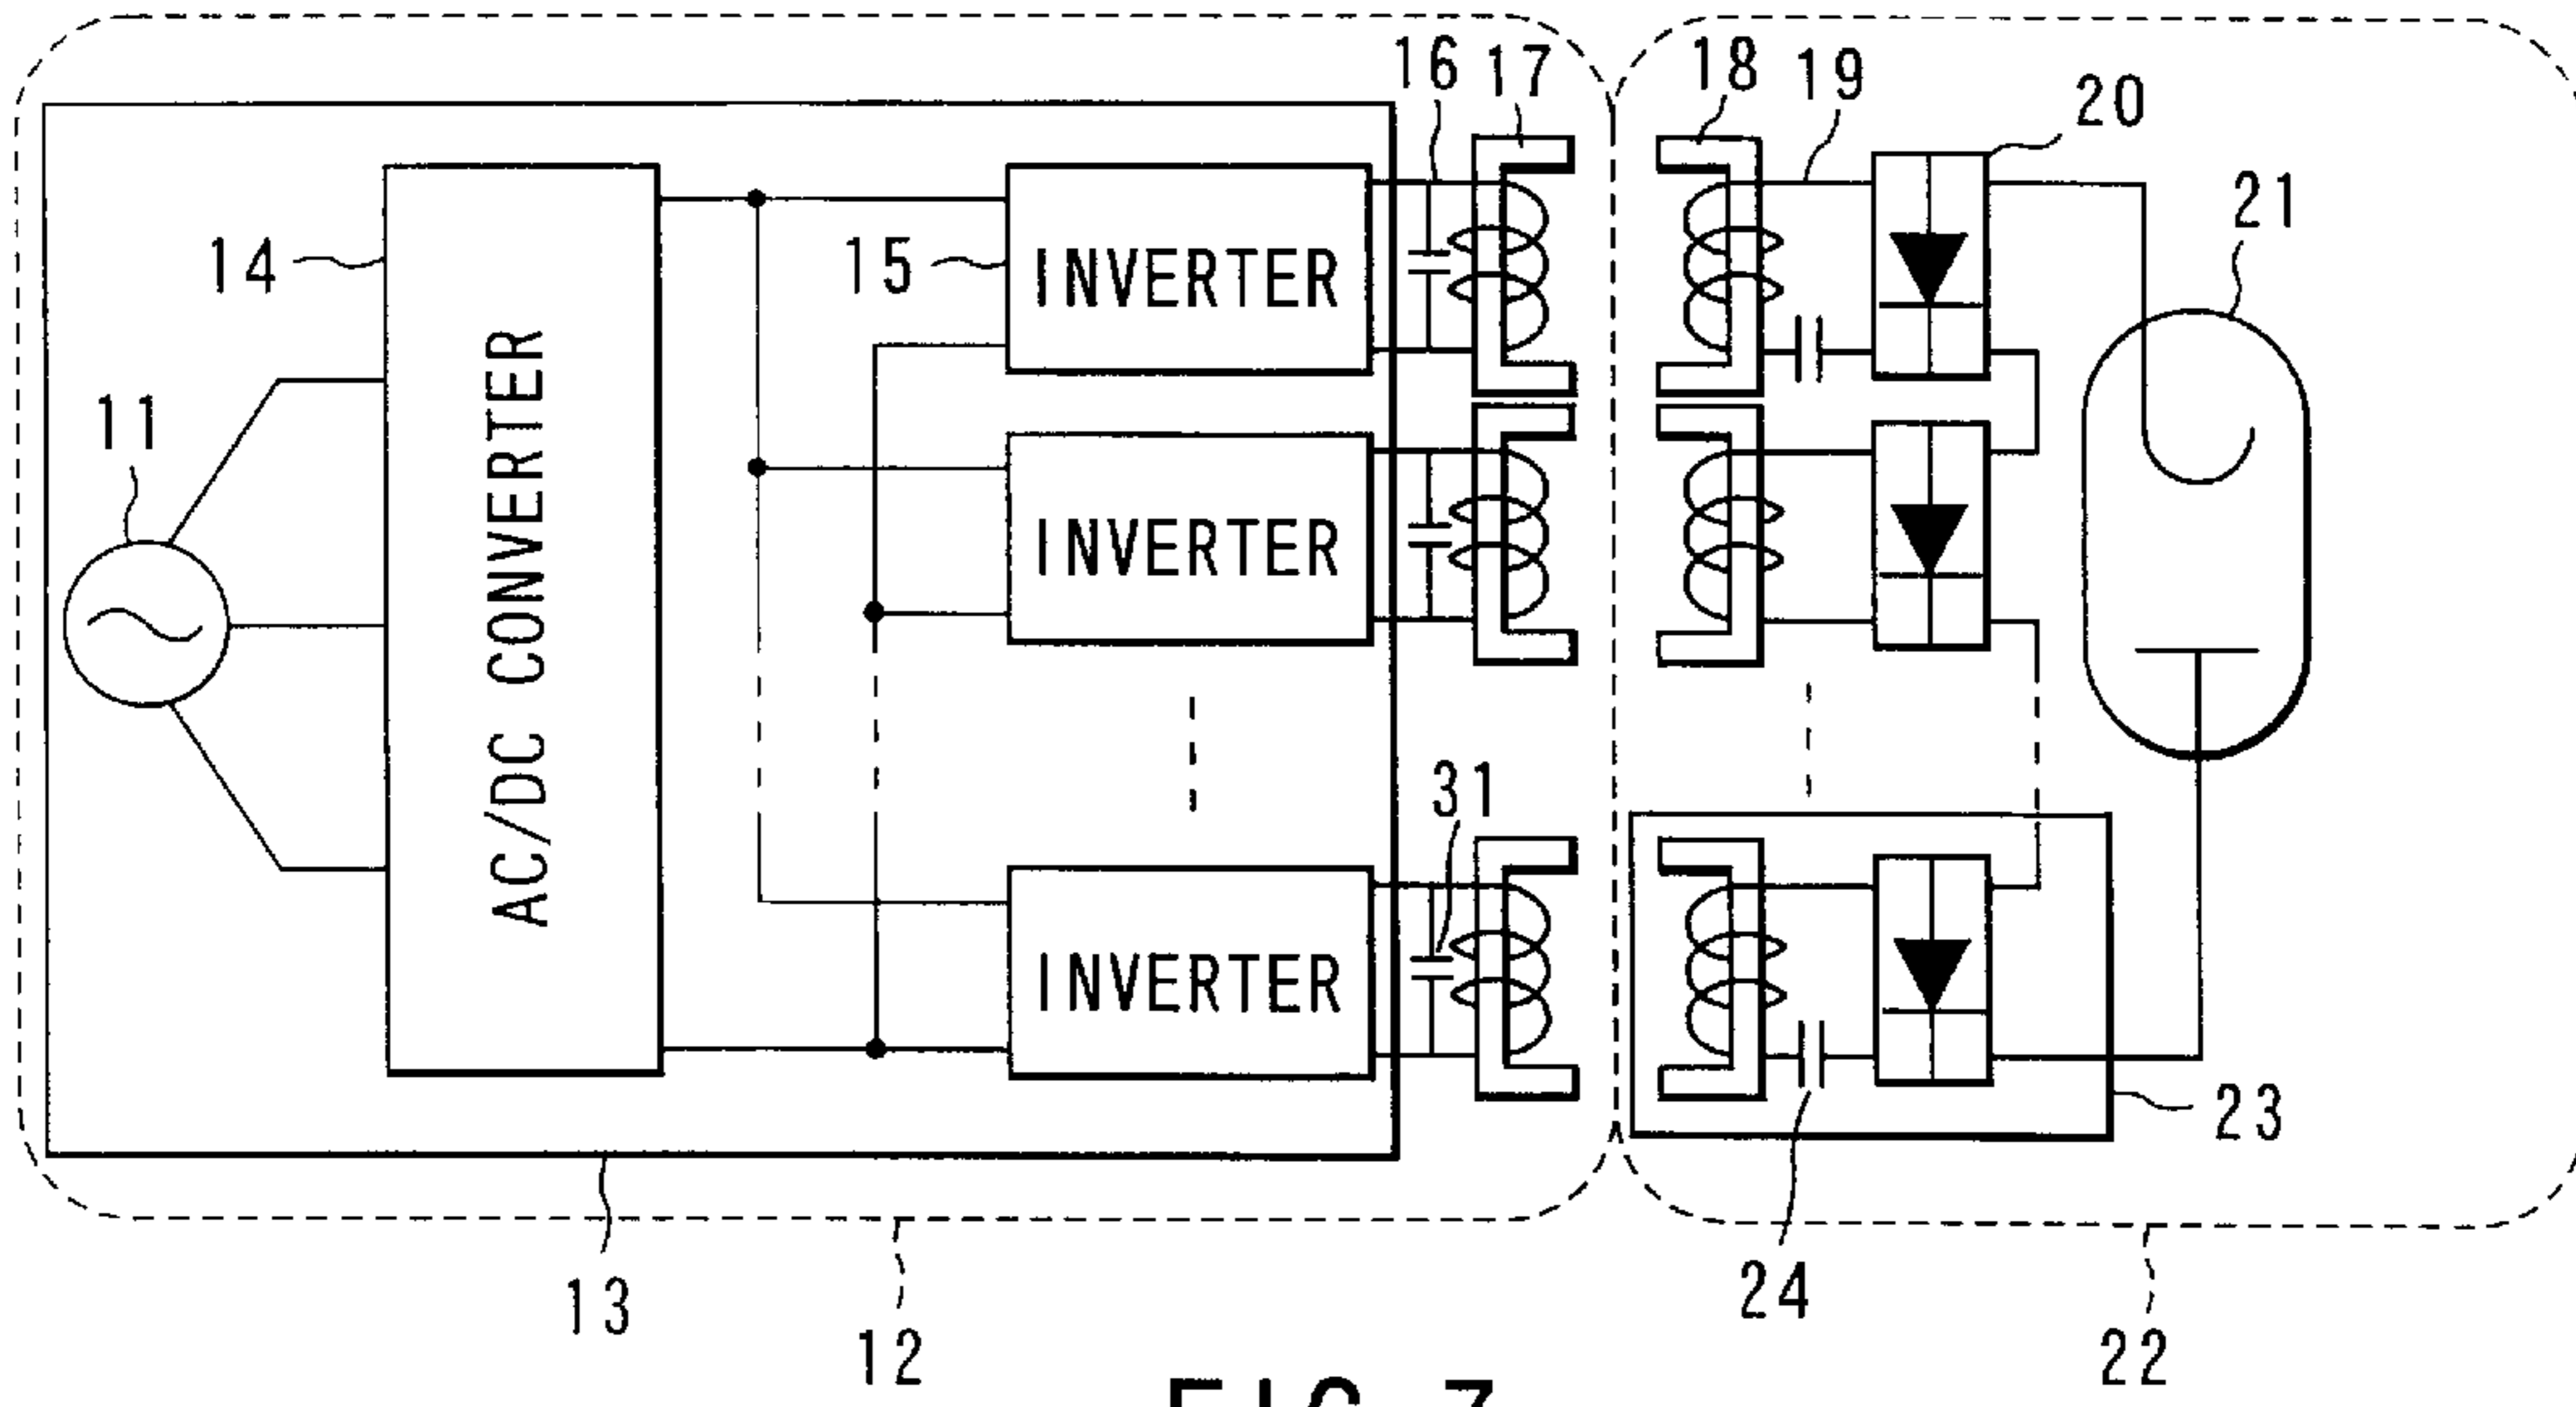 16 17 18 19 20
21
14 15 INVERTER
11 AC/DC CONVERTER
INVERTER
31
INVERTER
23
13 24
12 22